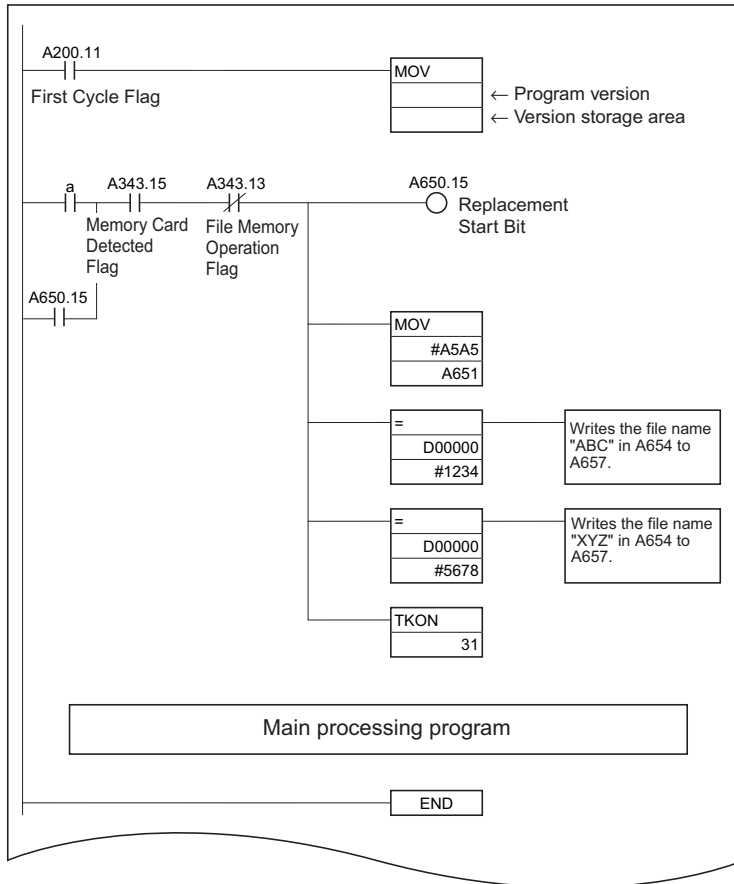 A200.11
First Cycle Flag
MOV
← Program version
← Version storage area
a
A343.15
A343.13
A650.15
Memory Card
Detected
Flag
File Memory
Operation
Flag
Replacement
Start Bit
A650.15
MOV
#A5A5
A651
=
D00000
#1234
Writes the file name
"ABC" in A654 to
A657.
=
D00000
#5678
Writes the file name
"XYZ" in A654 to
A657.
TKON
31
Main processing program
END